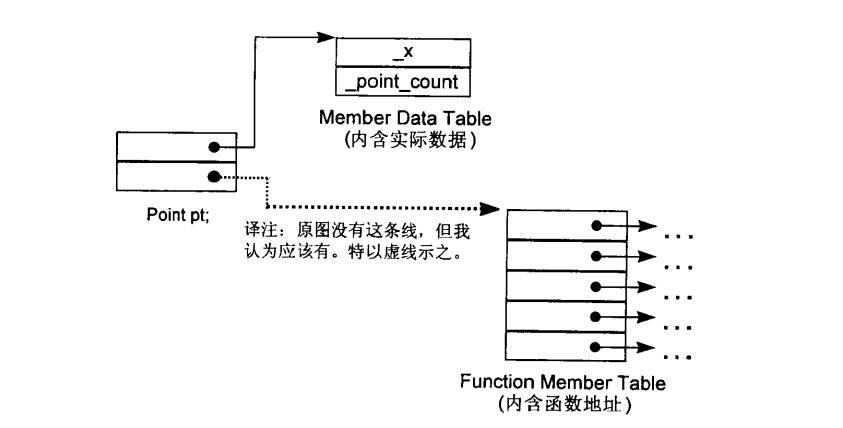 _x
_point_count
Member Data Table
(内含实际数据)
Point pt;
译注：原图没有这条线，但我
认为应该有。特以虚线示之。
...
...
...
...
...
Function Member Table
(内含函数地址)